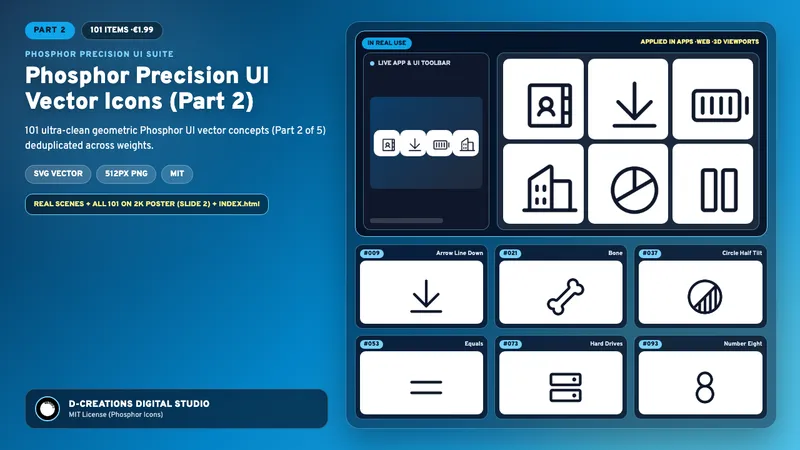 PART 2
101 ITEMS •€1.99
PHOSPHOR PRECISION UI SUITE
Phosphor Precision UI
Vector Icons (Part 2)
101 ultra-clean geometric Phosphor UI vector concepts (Part 2 of 5)
deduplicated across weights.
SVG VECTOR
512PX PNG
MIT
REAL SCENES + ALL 101 ON 2K POSTER (SLIDE 2) + INDEX.html
D-CREATIONS DIGITAL STUDIO
MIT License (Phosphor Icons)
IN REAL USE
APPLIED IN APPS •WEB •3D VIEWPORTS
LIVE APP & UI TOOLBAR
#009
Arrow Line Down
#021
Bone
#037
Circle Half Tilt
#053
Equals
#073
Hard Drives
#093
Number Eight